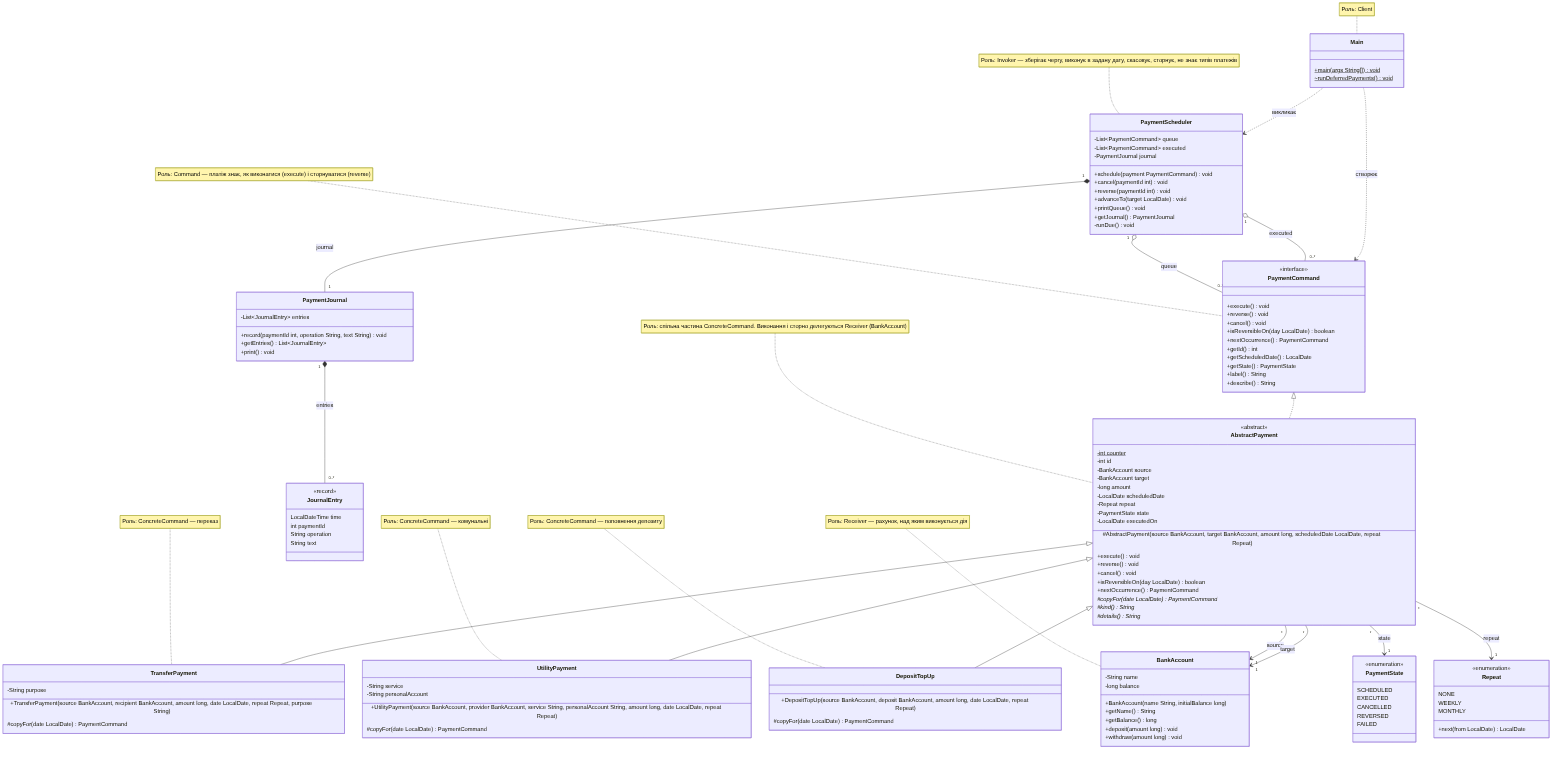 Роль: Client
Main
+main(args String[]) : void
~runDeferredPayments() : void
Роль: Invoker — зберігає чергу, виконує в задану дату, скасовує, сторнує, не знає типів платежів
викликає
створює
PaymentScheduler
-List<PaymentCommand> queue
-List<PaymentCommand> executed
-PaymentJournal journal
+schedule(payment PaymentCommand) : void
+cancel(paymentId int) : void
+reverse(paymentId int) : void
+advanceTo(target LocalDate) : void
+printQueue() : void
+getJournal() : PaymentJournal
-runDue() : void
Роль: Command — платіж знає, як виконатися (execute) і сторнуватися (reverse)
1
1
1
journal
executed
queue
1
0..*
«interface»
PaymentCommand
+execute() : void
+reverse() : void
+cancel() : void
+isReversibleOn(day LocalDate) : boolean
+nextOccurrence() : PaymentCommand
+getId() : int
+getScheduledDate() : LocalDate
+getState() : PaymentState
+label() : String
+describe() : String
PaymentJournal
-List<JournalEntry> entries
+record(paymentId int, operation String, text String) : void
+getEntries() : List<JournalEntry>
+print() : void
1
entries
0..*
Роль: спільна частина ConcreteCommand. Виконання і сторно делегуються Receiver (BankAccount)
«abstract»
AbstractPayment
-int counter
-int id
-BankAccount source
-BankAccount target
-long amount
-LocalDate scheduledDate
-Repeat repeat
-PaymentState state
-LocalDate executedOn
#AbstractPayment(source BankAccount, target BankAccount, amount long, scheduledDate LocalDate, repeat
Repeat)
+execute() : void
+reverse() : void
+cancel() : void
+isReversibleOn(day LocalDate) : boolean
+nextOccurrence() : PaymentCommand
#copyFor(date LocalDate) : PaymentCommand
#kind() : String
#details() : String
«record»
JournalEntry
LocalDateTime time
int paymentId
String operation
String text
Роль: ConcreteCommand — переказ
Роль: ConcreteCommand — комунальні
Роль: ConcreteCommand — поповнення депозиту
Роль: Receiver — рахунок, над яким виконується дія
*
*
*
*
source
target
state
repeat
1
1
1
1
TransferPayment
-String purpose
+TransferPayment(source BankAccount, recipient BankAccount, amount long, date LocalDate, repeat Repeat, purpose
String)
#copyFor(date LocalDate) : PaymentCommand
UtilityPayment
-String service
-String personalAccount
+UtilityPayment(source BankAccount, provider BankAccount, service String, personalAccount String, amount long, date LocalDate, repeat
Repeat)
#copyFor(date LocalDate) : PaymentCommand
DepositTopUp
+DepositTopUp(source BankAccount, deposit BankAccount, amount long, date LocalDate, repeat
Repeat)
#copyFor(date LocalDate) : PaymentCommand
BankAccount
-String name
-long balance
+BankAccount(name String, initialBalance long)
+getName() : String
+getBalance() : long
+deposit(amount long) : void
+withdraw(amount long) : void
«enumeration»
PaymentState
SCHEDULED
EXECUTED
CANCELLED
REVERSED
FAILED
«enumeration»
Repeat
NONE
WEEKLY
MONTHLY
+next(from LocalDate) : LocalDate